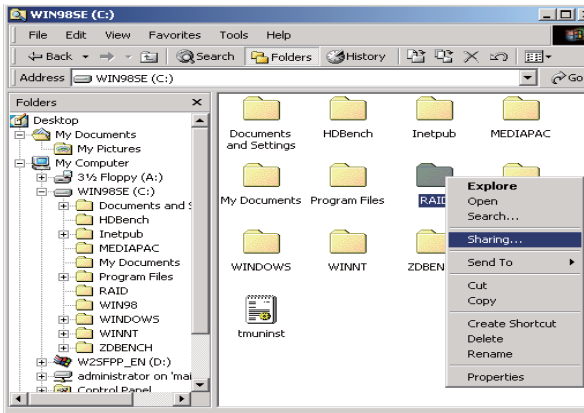 WIN98SE (C:)
File Edit View Favorites Tools Help
Back Search Folders History
Address WIN98SE (C:) Go
Folders
Desktop
My Documents
My Pictures
My Computer
3½ Floppy (A:)
WIN98SE (C:)
Documents and
HDBench
Inetpub
MEDIAPAC
My Documents
Program Files
RAID
WIN98
WINDOWS
WINNT
ZDBENCH
W2SFPP_EN (D:)
administrator on 'mai
Control Panel
Documents and Settings
HDBench
Inetpub
MEDIAPAC
My Documents
Program Files
RAID
WINDOWS
WINNT
ZDBEN
tmuninst
Explore
Open
Search...
Sharing...
Send To
Cut
Copy
Create Shortcut
Delete
Rename
Properties